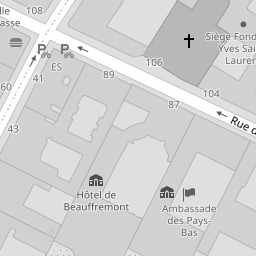 lle
108
asse
Siège Fond
Yves Sai
Lauren
106
ES
41
89
60
104
87
43
Rue d
Hôtel de
Beauffremont
Ambassade
des Pays-
Bas